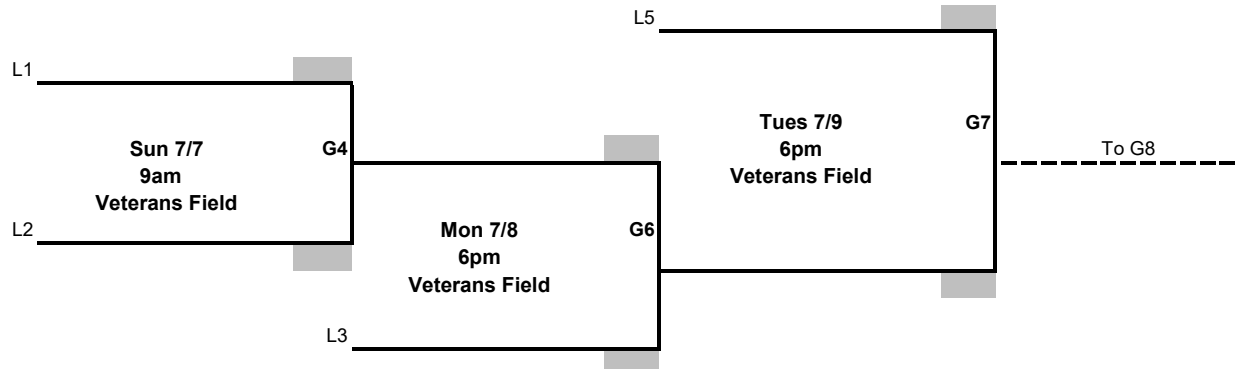 L5
L1
Tues 7/9
G7
6pm
Veterans Field
To G8
Sun 7/7
G4
9am
Veterans Field
L2
Mon 7/8
G6
6pm
Veterans Field
L3